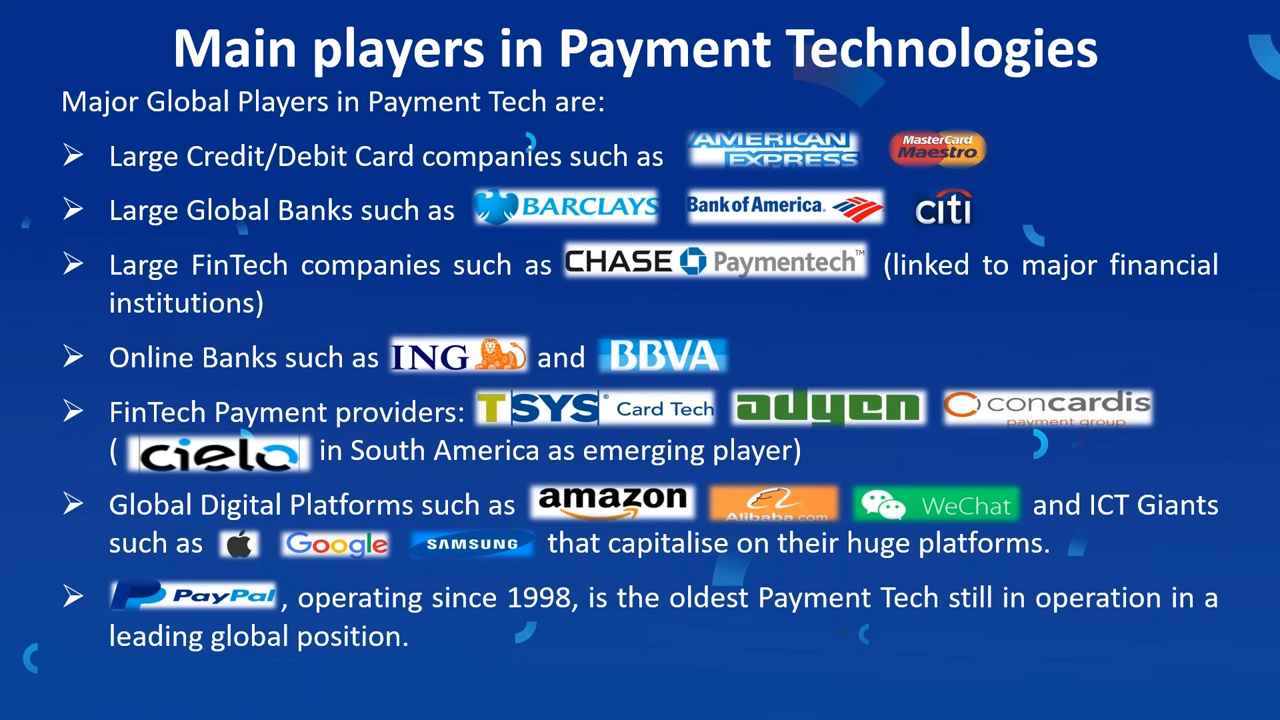 Main players in Payment Technologies
Major Global Players in Payment Tech are:
➢ Large Credit/Debit Card companies such as AMERICAN EXPRESS MasterCard Maestro
➢ Large Global Banks such as BARCLAYS Bank of America. citi
➢ Large FinTech companies such as CHASE Paymentech™ (linked to major financial
institutions)
➢ Online Banks such as ING and BBVA
➢ FinTech Payment providers: TSYS® Card Tech adyen concardis payment group
( cielo in South America as emerging player)
➢ Global Digital Platforms such as amazon Alibaba.com WeChat and ICT Giants
such as Google SAMSUNG that capitalise on their huge platforms.
➢ PayPal , operating since 1998, is the oldest Payment Tech still in operation in a
leading global position.